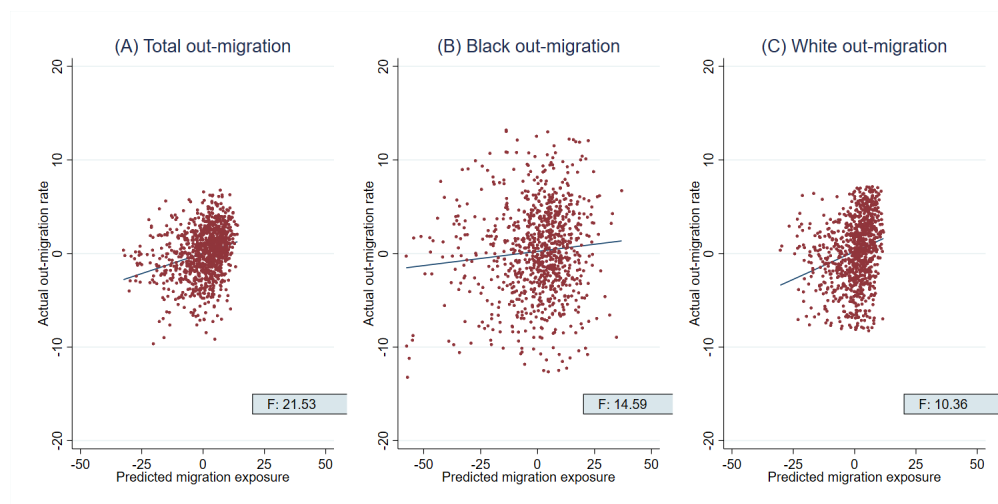 (A) Total out-migration
Actual out-migration rate
20
10
0
-10
-20
F: 21.53
-50
-25
0
25
50
Predicted migration exposure
(B) Black out-migration
Actual out-migration rate
20
10
0
-10
-20
F: 14.59
-50
-25
0
25
50
Predicted migration exposure
(C) White out-migration
Actual out-migration rate
20
10
0
-10
-20
F: 10.36
-50
-25
0
25
50
Predicted migration exposure